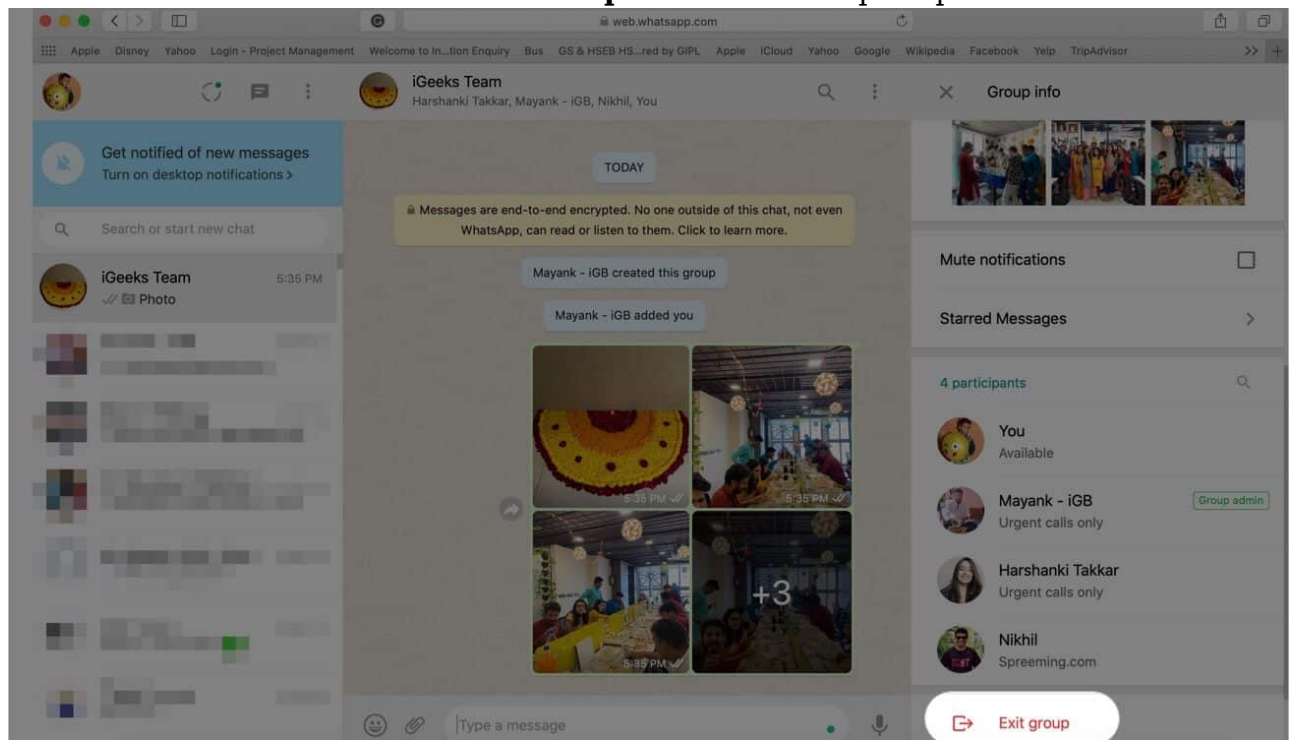 web.whatsapp.com
Apple Disney Yahoo Login - Project Management Welcome to In...tion Enquiry Bus GS & HSEB HS...red by GIPL Apple iCloud Yahoo Google Wikipedia Facebook Yelp TripAdvisor >> +
iGeeks Team
Harshanki Takkar, Mayank - iGB, Nikhil, You
Group info
Get notified of new messages
Turn on desktop notifications >
Search or start new chat
iGeeks Team 5:35 PM
Photo
TODAY
Messages are end-to-end encrypted. No one outside of this chat, not even
WhatsApp, can read or listen to them. Click to learn more.
Mayank - iGB created this group
Mayank - iGB added you
5:35 PM
5:35 PM
+3
5:35 PM
Type a message
Mute notifications
Starred Messages
4 participants
You
Available
Mayank - iGB Group admin
Urgent calls only
Harshanki Takkar
Urgent calls only
Nikhil
Spreeming.com
Exit group